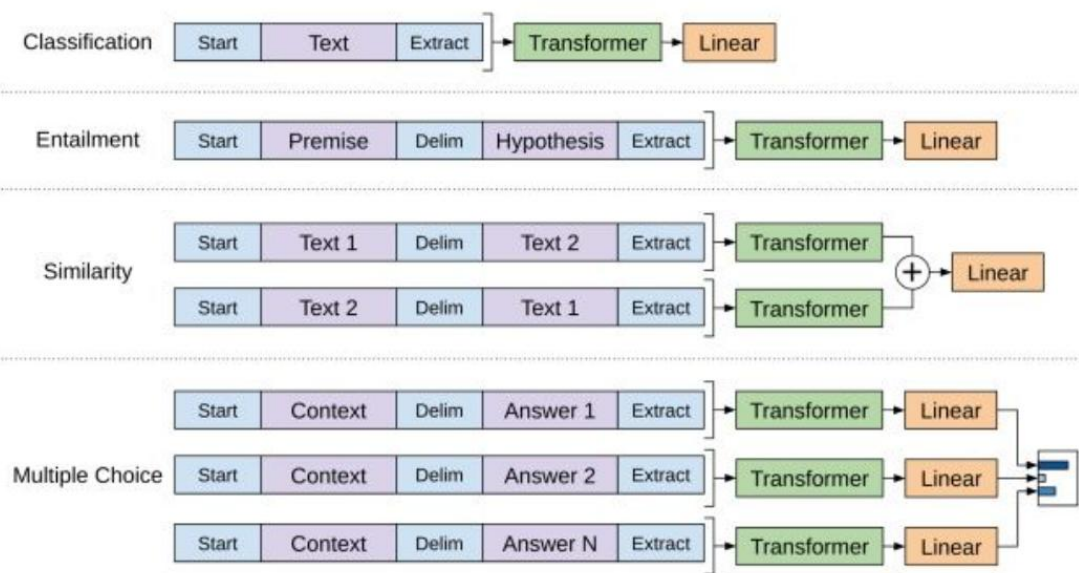 Classification Start Text Extract Transformer Linear
Entailment Start Premise Delim Hypothesis Extract Transformer Linear
Similarity
Start Text 1 Delim Text 2 Extract Transformer
+ Linear
Start Text 2 Delim Text 1 Extract Transformer
Multiple Choice
Start Context Delim Answer 1 Extract Transformer Linear
Start Context Delim Answer 2 Extract Transformer Linear
Start Context Delim Answer N Extract Transformer Linear